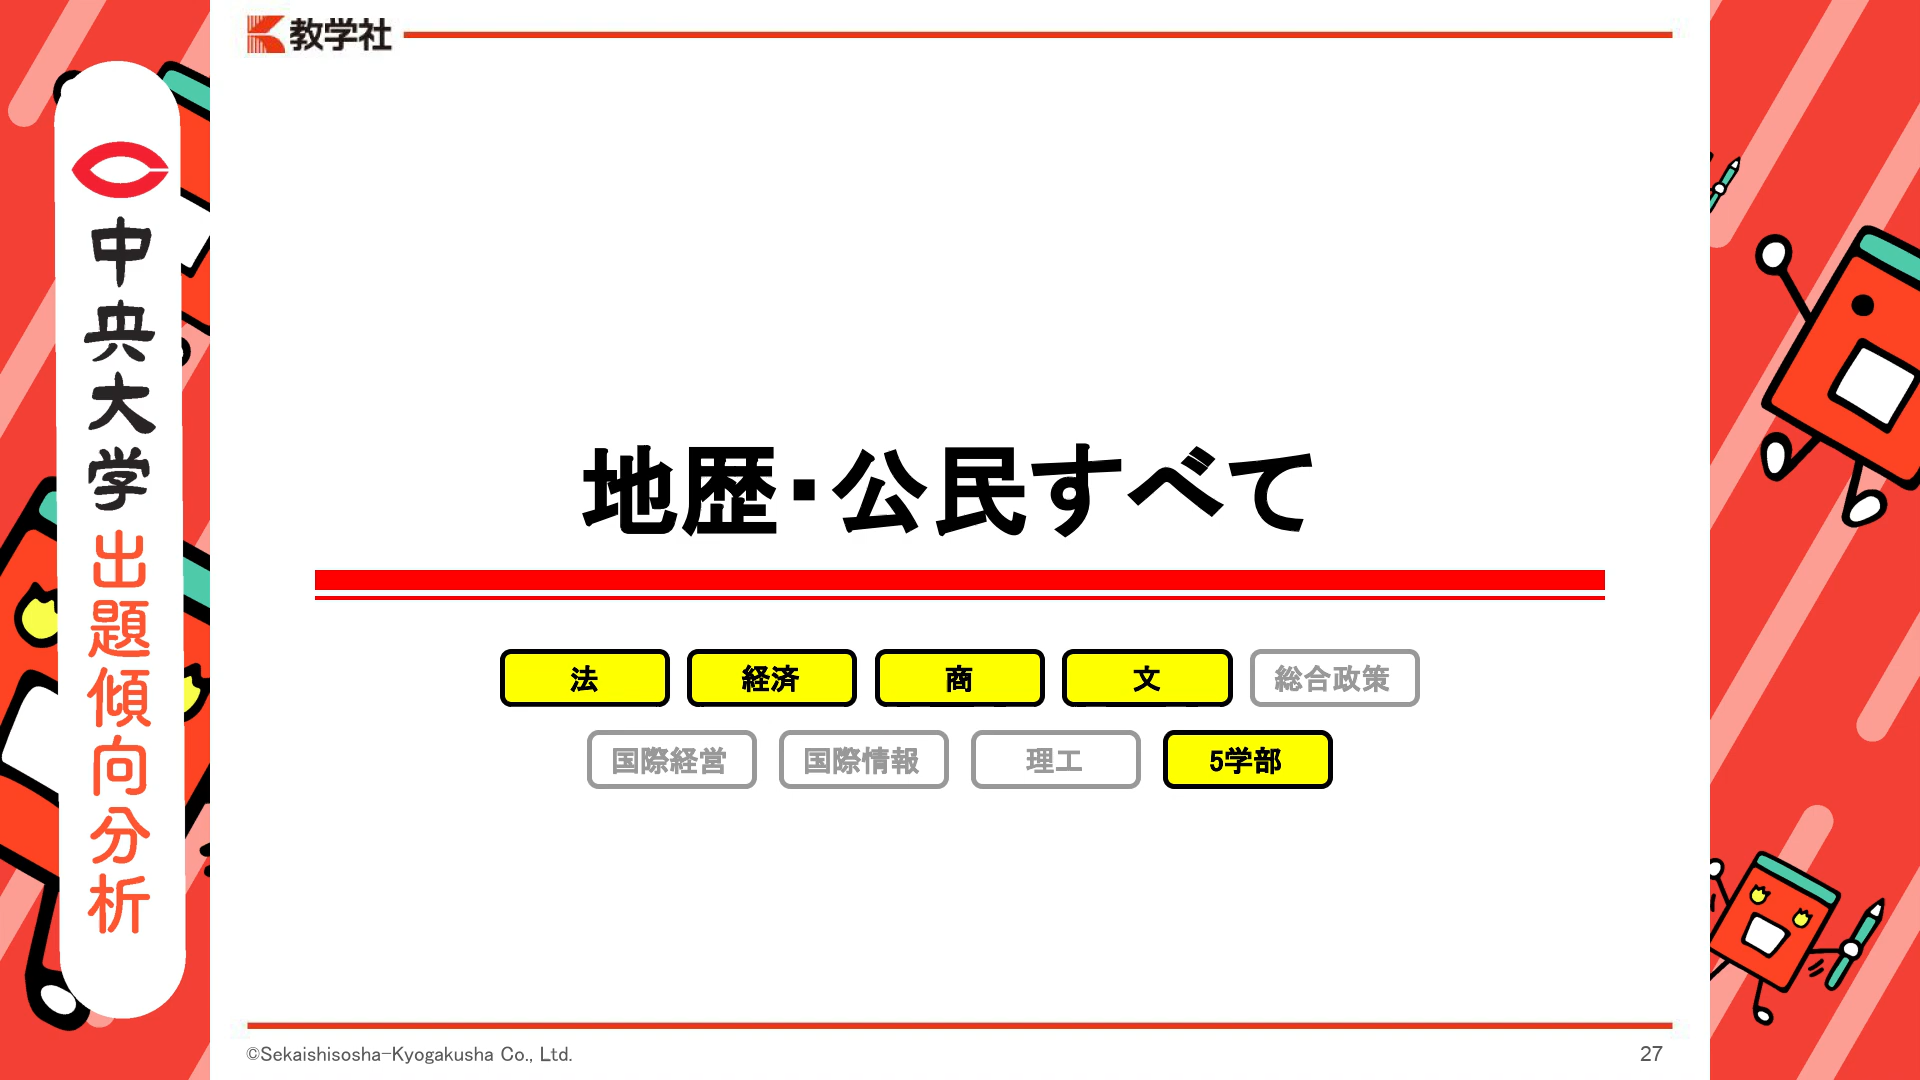 教学社
中央大学出題傾向分析
地歴・公民すべて
法 経済 商 文 総合政策
国際経営 国際情報 理工 5学部
©Sekaishisosha-Kyogakusha Co., Ltd.
27